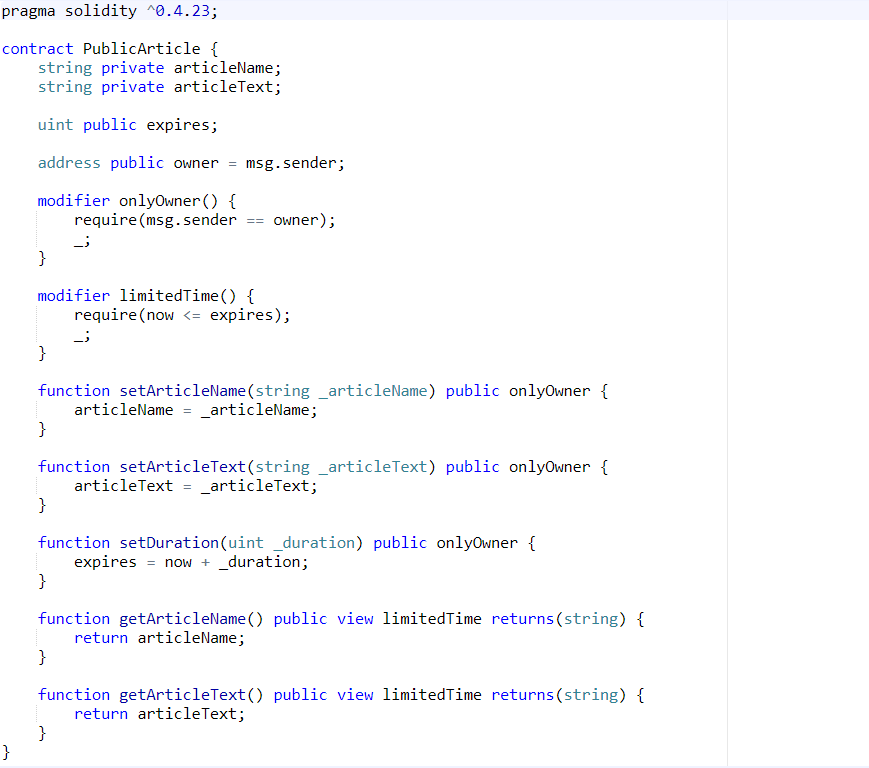 pragma solidity ^0.4.23;
contract PublicArticle {
string private articleName;
string private articleText;
uint public expires;
address public owner = msg.sender;
modifier onlyOwner() {
require(msg.sender == owner);
_;
}
modifier limitedTime() {
require(now <= expires);
_;
}
function setArticleName(string _articleName) public onlyOwner {
articleName = _articleName;
}
function setArticleText(string _articleText) public onlyOwner {
articleText = _articleText;
}
function setDuration(uint _duration) public onlyOwner {
expires = now + _duration;
}
function getArticleName() public view limitedTime returns(string) {
return articleName;
}
function getArticleText() public view limitedTime returns(string) {
return articleText;
}
}